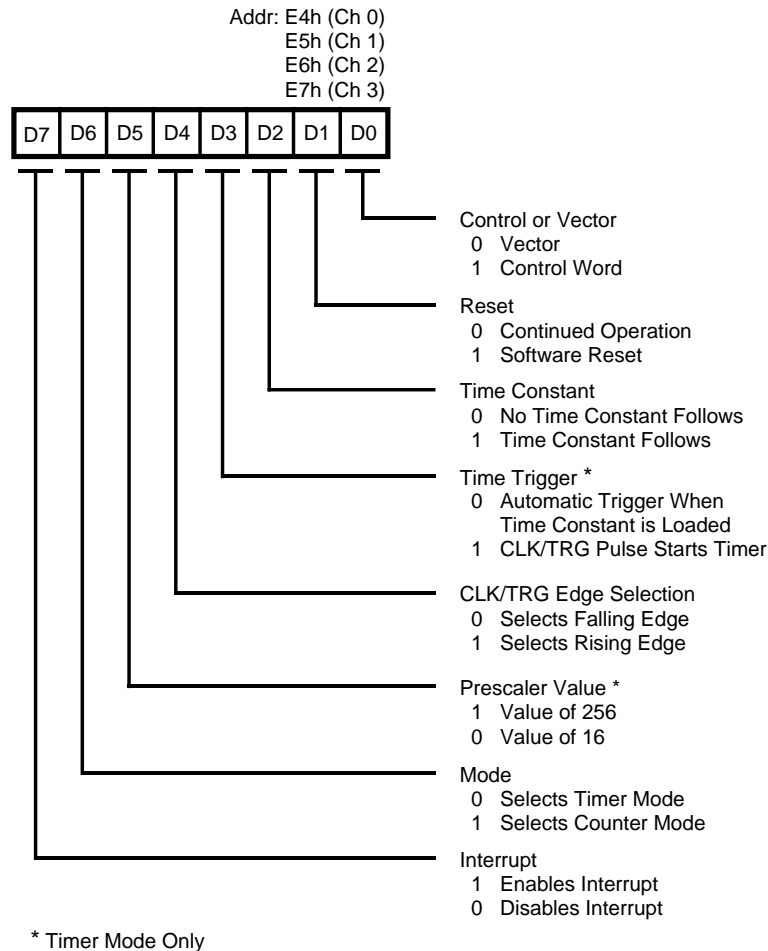 Addr: E4h (Ch 0)
E5h (Ch 1)
E6h (Ch 2)
E7h (Ch 3)
D7 D6 D5 D4 D3 D2 D1 D0
Control or Vector
0 Vector
1 Control Word
Reset
0 Continued Operation
1 Software Reset
Time Constant
0 No Time Constant Follows
1 Time Constant Follows
Time Trigger *
0 Automatic Trigger When
Time Constant is Loaded
1 CLK/TRG Pulse Starts Timer
CLK/TRG Edge Selection
0 Selects Falling Edge
1 Selects Rising Edge
Prescaler Value *
1 Value of 256
0 Value of 16
Mode
0 Selects Timer Mode
1 Selects Counter Mode
Interrupt
1 Enables Interrupt
0 Disables Interrupt
* Timer Mode Only